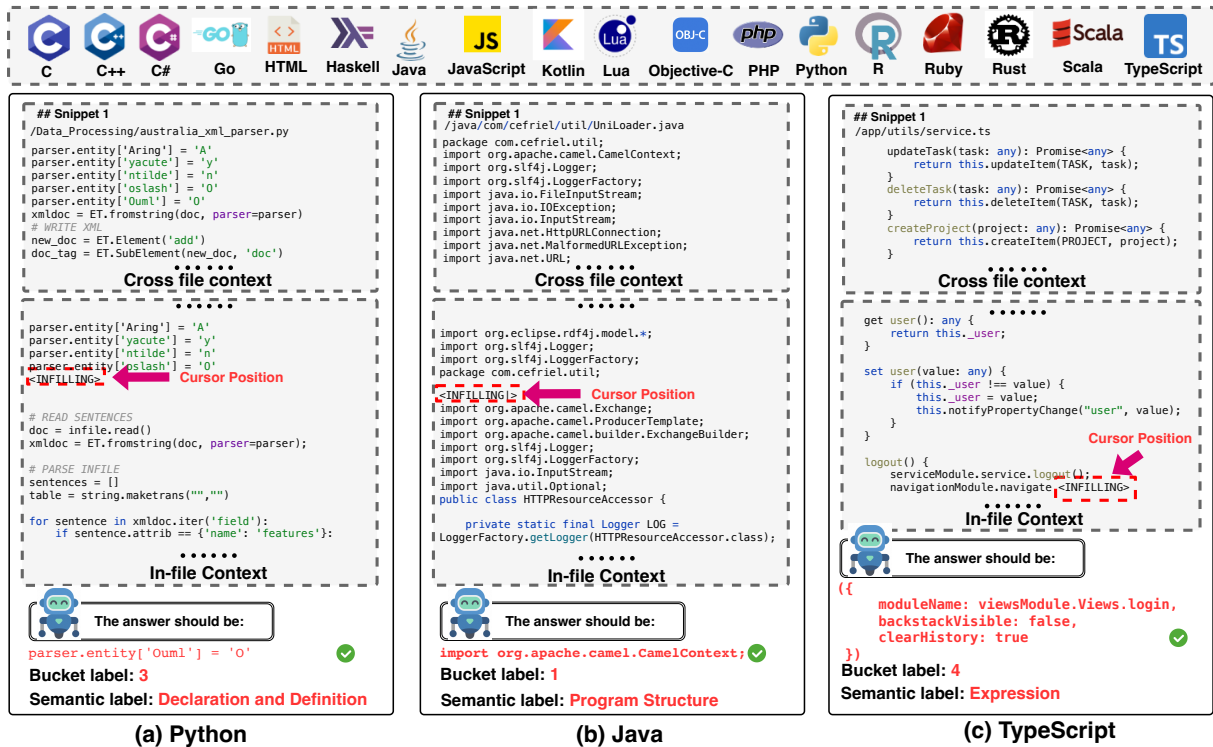 GO
HTML
JS
Lua
OBJ-C
php
R
Scala
TS
C
C++
C#
Go
HTML
Haskell
Java
JavaScript
Kotlin
Lua
Objective-C
PHP
Python
R
Ruby
Rust
Scala
TypeScript
## Snippet 1
/Data_Processing/australia_xml_parser.py
parser.entity['Aring'] = 'A'
parser.entity['yacute'] = 'y'
parser.entity['ntilde'] = 'n'
parser.entity['oslash'] = 'O'
parser.entity['Ouml'] = 'O'
xmldoc = ET.fromstring(doc, parser=parser)
# WRITE XML
new_doc = ET.Element('add')
doc_tag = ET.SubElement(new_doc, 'doc')
......
Cross file context
......
parser.entity['Aring'] = 'A'
parser.entity['yacute'] = 'y'
parser.entity['ntilde'] = 'n'
parser.entity['oslash'] = 'O'
<INFILLING>
Cursor Position
# READ SENTENCES
doc = infile.read()
xmldoc = ET.fromstring(doc, parser=parser);
# PARSE INFILE
sentences = []
table = string.maketrans("","")
for sentence in xmldoc.iter('field'):
if sentence.attrib == {'name': 'features'}:
......
In-file Context
The answer should be:
parser.entity['Ouml'] = 'O'
Bucket label: 3
Semantic label: Declaration and Definition
(a) Python
## Snippet 1
/java/com/cefriel/util/UniLoader.java
package com.cefriel.util;
import org.apache.camel.CamelContext;
import org.slf4j.Logger;
import org.slf4j.LoggerFactory;
import java.io.FileInputStream;
import java.io.IOException;
import java.io.InputStream;
import java.net.HttpURLConnection;
import java.net.MalformedURLException;
import java.net.URL;
......
Cross file context
......
import org.eclipse.rdf4j.model.*;
import org.slf4j.Logger;
import org.slf4j.LoggerFactory;
package com.cefriel.util;
<INFILLING|>
Cursor Position
import org.apache.camel.Exchange;
import org.apache.camel.ProducerTemplate;
import org.apache.camel.builder.ExchangeBuilder;
import org.slf4j.Logger;
import org.slf4j.LoggerFactory;
import java.io.InputStream;
import java.util.Optional;
public class HTTPResourceAccessor {
private static final Logger LOG =
LoggerFactory.getLogger(HTTPResourceAccessor.class);
......
In-file Context
The answer should be:
import org.apache.camel.CamelContext;
Bucket label: 1
Semantic label: Program Structure
(b) Java
## Snippet 1
/app/utils/service.ts
updateTask(task: any): Promise<any> {
return this.updateItem(TASK, task);
}
deleteTask(task: any): Promise<any> {
return this.deleteItem(TASK, task);
}
createProject(project: any): Promise<any> {
return this.createItem(PROJECT, project);
}
......
Cross file context
......
get user(): any {
return this._user;
}
set user(value: any) {
if (this._user !== value) {
this._user = value;
this.notifyPropertyChange("user", value);
}
}
Cursor Position
logout() {
serviceModule.service.logout();
navigationModule.navigate <INFILLING>
......
In-file Context
The answer should be:
({
moduleName: viewsModule.Views.login,
backstackVisible: false,
clearHistory: true
})
Bucket label: 4
Semantic label: Expression
(c) TypeScript